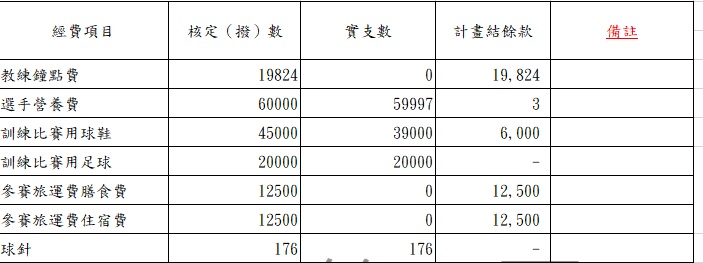 經費項目 核定（撥）數 實支數 計畫結餘款 備註
教練鐘點費 19824 0 19,824
選手營養費 60000 59997 3
訓練比賽用球鞋 45000 39000 6,000
訓練比賽用足球 20000 20000 -
參賽旅運費膳食費 12500 0 12,500
參賽旅運費住宿費 12500 0 12,500
球針 176 176 -